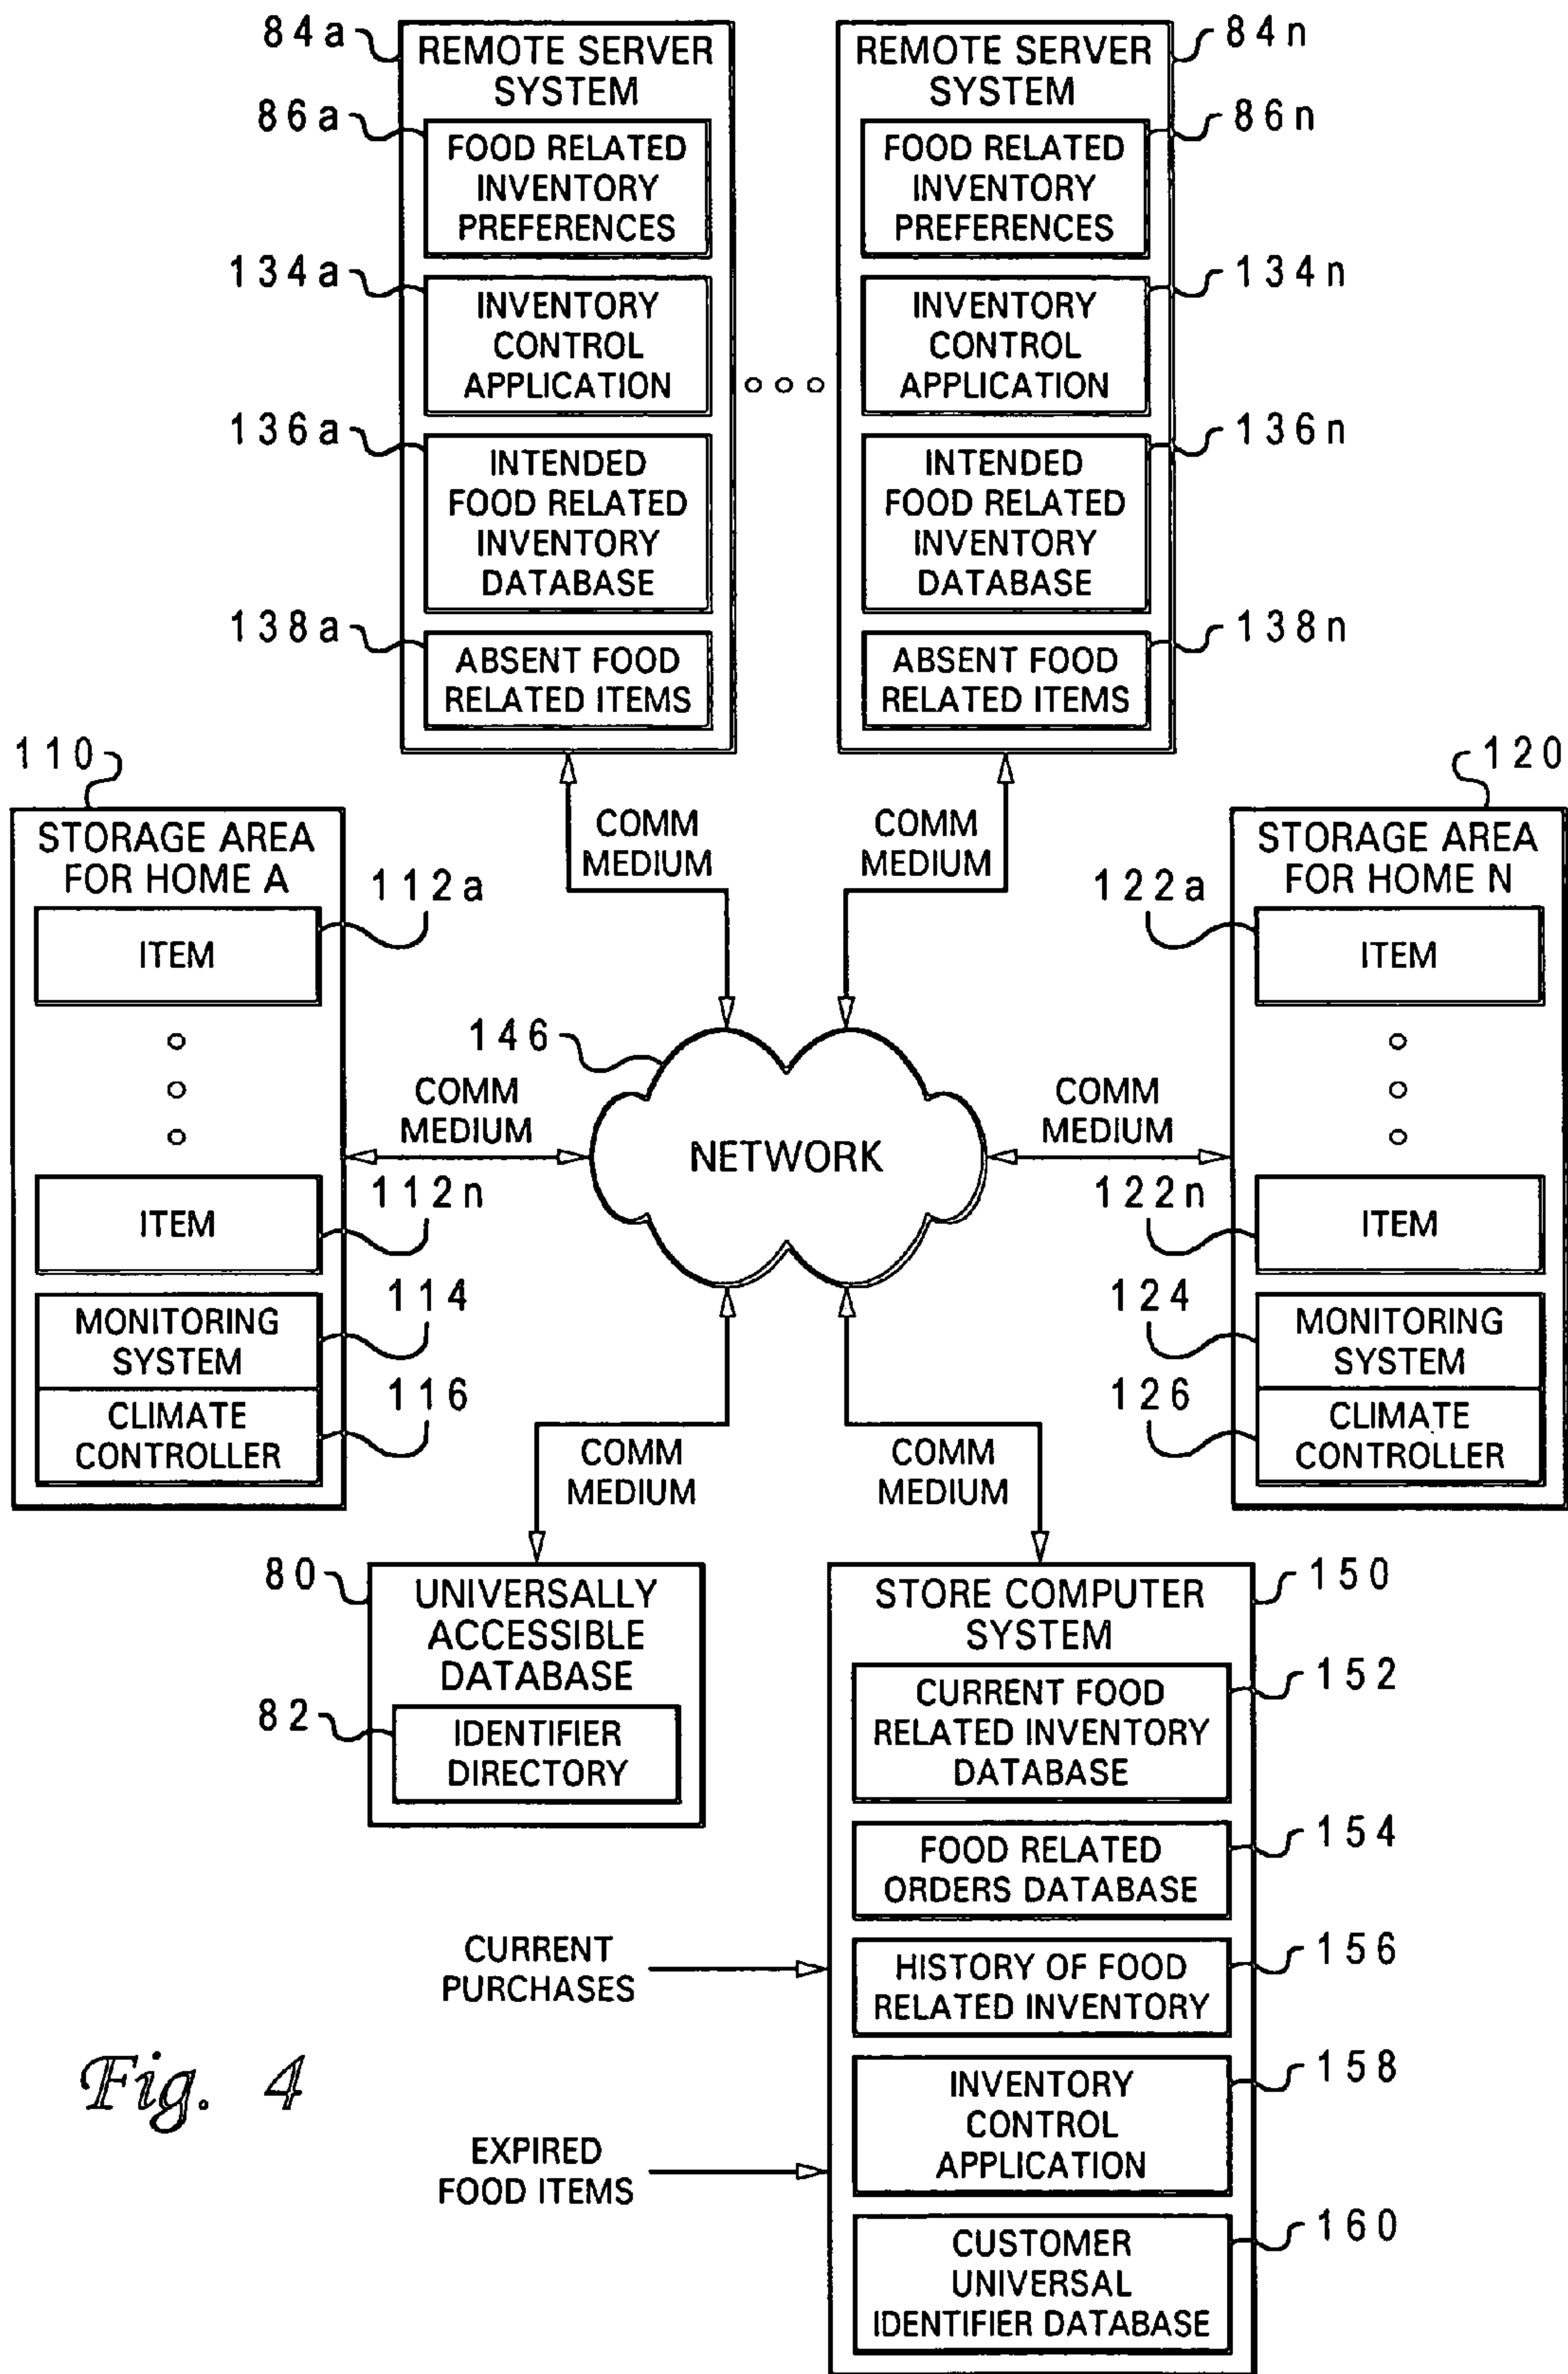 84a
REMOTE SERVER
SYSTEM
86a
FOOD RELATED
INVENTORY
PREFERENCES
134a
INVENTORY
CONTROL
APPLICATION
136a
INTENDED
FOOD RELATED
INVENTORY
DATABASE
138a
ABSENT FOOD
RELATED ITEMS
REMOTE SERVER
SYSTEM
84n
FOOD RELATED
INVENTORY
PREFERENCES
86n
INVENTORY
CONTROL
APPLICATION
134n
INTENDED
FOOD RELATED
INVENTORY
DATABASE
136n
ABSENT FOOD
RELATED ITEMS
138n
110
STORAGE AREA
FOR HOME A
ITEM
112a
ITEM
112n
MONITORING
SYSTEM
114
CLIMATE
CONTROLLER
116
COMM
MEDIUM
COMM
MEDIUM
146
COMM
MEDIUM
NETWORK
COMM
MEDIUM
120
STORAGE AREA
FOR HOME N
122a
ITEM
122n
ITEM
124
MONITORING
SYSTEM
126
CLIMATE
CONTROLLER
COMM
MEDIUM
COMM
MEDIUM
80
UNIVERSALLY
ACCESSIBLE
DATABASE
82
IDENTIFIER
DIRECTORY
STORE COMPUTER
SYSTEM
150
CURRENT FOOD
RELATED INVENTORY
DATABASE
152
FOOD RELATED
ORDERS DATABASE
154
CURRENT
PURCHASES
HISTORY OF FOOD
RELATED INVENTORY
156
INVENTORY
CONTROL
APPLICATION
158
EXPIRED
FOOD ITEMS
CUSTOMER
UNIVERSAL
IDENTIFIER DATABASE
160
Fig. 4